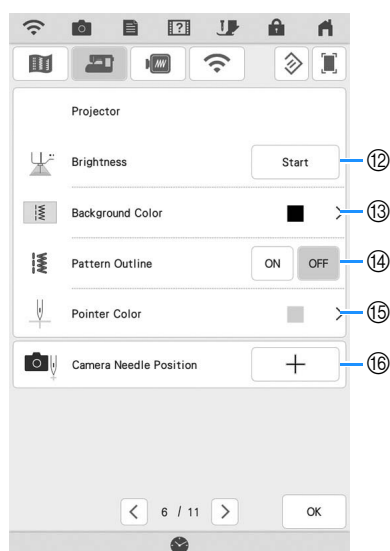 Projector
Brightness Start ⑫
Background Color ⑬
Pattern Outline ON OFF ⑭
Pointer Color ⑮
Camera Needle Position ⑯
6 / 11 OK